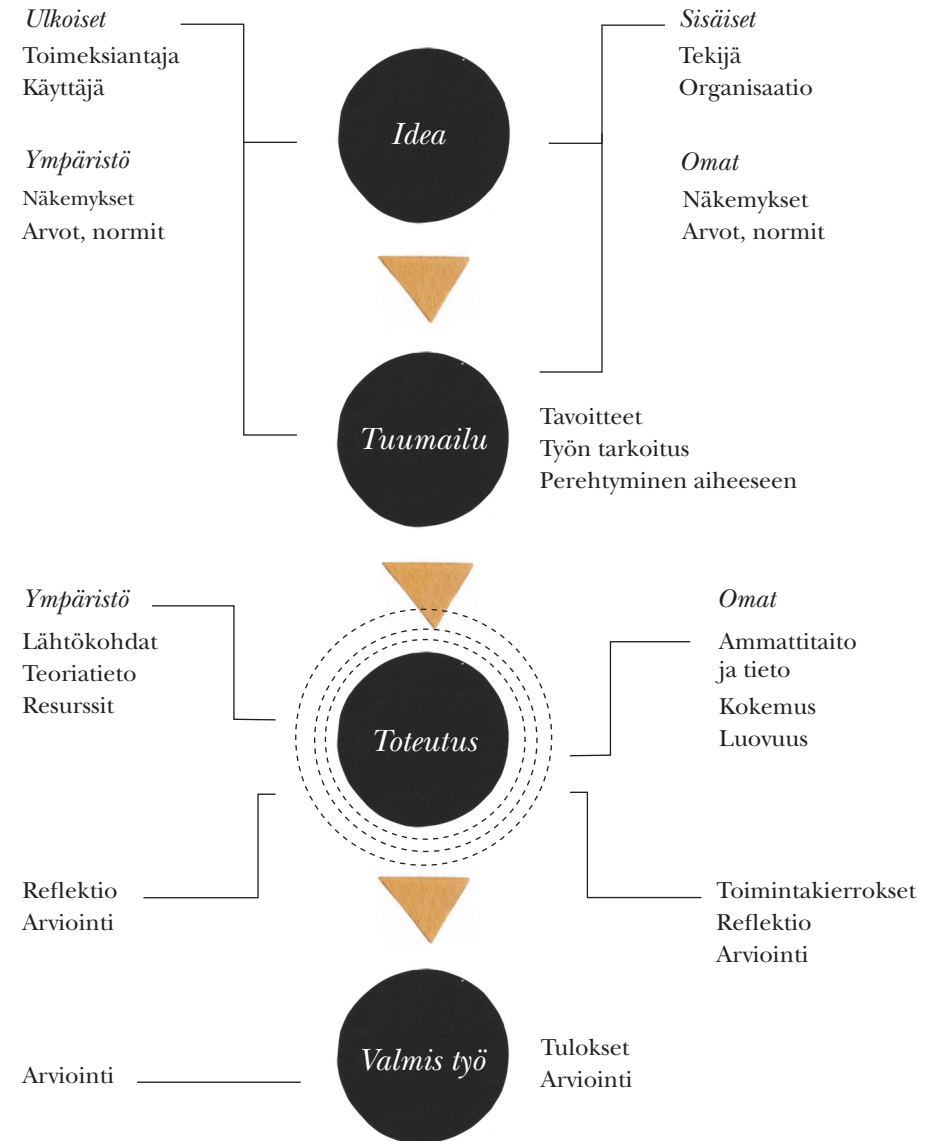 Ulkoiset
Toimeksiantaja
Käyttäjä
Ympäristö
Näkemykset
Arvot, normit
Idea
Sisäiset
Tekijä
Organisaatio
Omat
Näkemykset
Arvot, normit
Tuumailu
Tavoitteet
Työn tarkoitus
Perehtyminen aiheeseen
Ympäristö
Lähtökohdat
Teoriatieto
Resurssit
Toteutus
Omat
Ammattitaito
ja tieto
Kokemus
Luovuus
Reflektio
Arviointi
Toimintakierrokset
Reflektio
Arviointi
Arviointi
Valmis työ
Tulokset
Arviointi